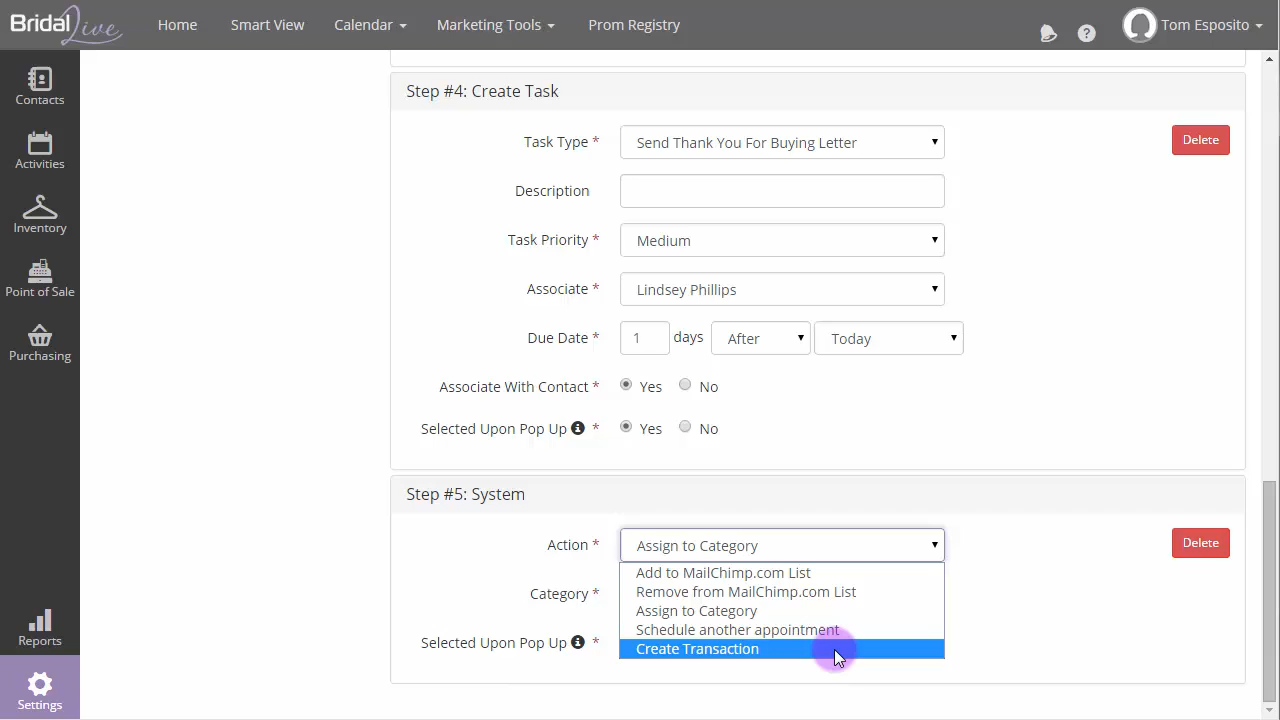 Bridal Live Home Smart View Calendar Marketing Tools Prom Registry ? Tom Esposito
Contacts
Activities
Inventory
Point of Sale
Purchasing
Reports
Settings
Step #4: Create Task
Task Type * Send Thank You For Buying Letter Delete
Description
Task Priority * Medium
Associate * Lindsey Phillips
Due Date * 1 days After Today
Associate With Contact * Yes No
Selected Upon Pop Up i * Yes No
Step #5: System
Action * Assign to Category Delete
Add to MailChimp.com List
Category * Remove from MailChimp.com List
Assign to Category
Schedule another appointment
Selected Upon Pop Up i * Create Transaction